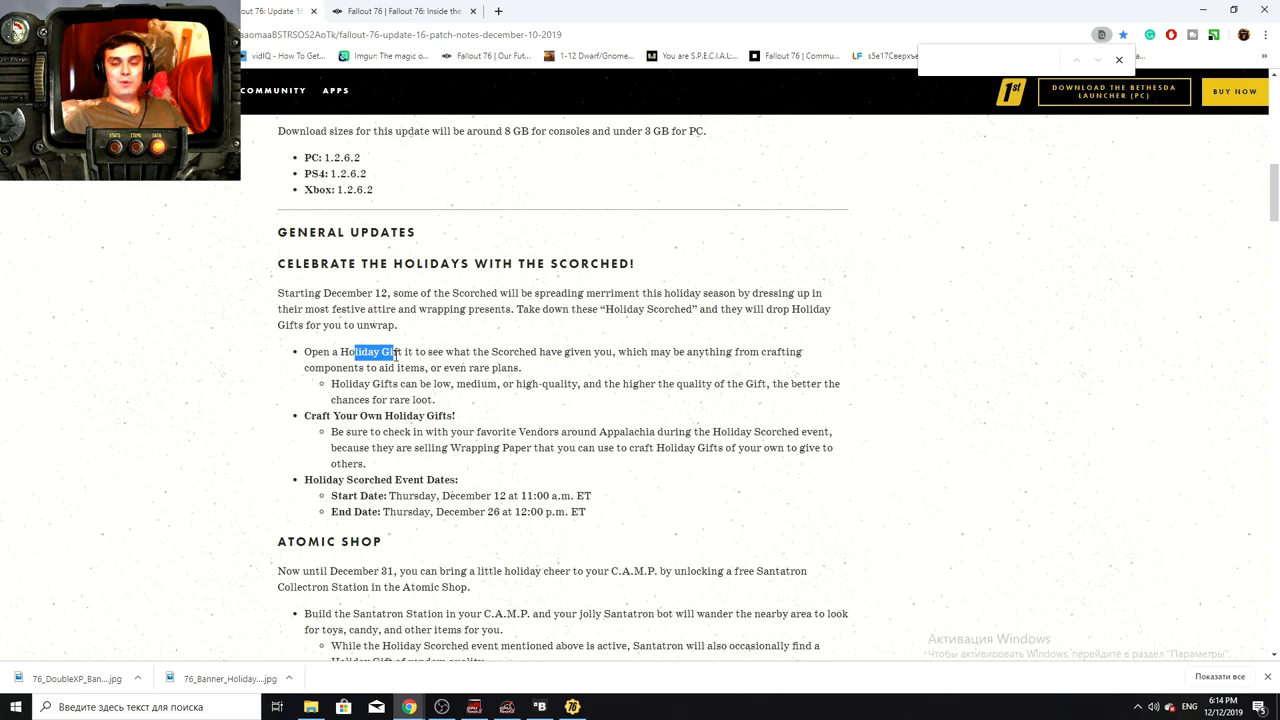 out 76: Update 16
Fallout 76: Inside the
aaomaaBSTRSOS2AoTk/fallout-76-update-16-patch-notes-december-10-2019
vidIQ - How To Get...
Imgur: The magic o...
Fallout 76 | Our Fut...
1-12 Dwarf/Gnome...
You are S.P.E.C.I.A.L:...
Fallout 76 | Commu...
s5e17Сверхъе
COMMUNITY APPS
1st
DOWNLOAD THE BETHESDA
LAUNCHER (PC)
BUY NOW
STATS ITEMS DATA
Download sizes for this update will be around 8 GB for consoles and under 3 GB for PC.
PC: 1.2.6.2
PS4: 1.2.6.2
Xbox: 1.2.6.2
GENERAL UPDATES
CELEBRATE THE HOLIDAYS WITH THE SCORCHED!
Starting December 12, some of the Scorched will be spreading merriment this holiday season by dressing up in
their most festive attire and wrapping presents. Take down these “Holiday Scorched” and they will drop Holiday
Gifts for you to unwrap.
Open a Holiday Gift it to see what the Scorched have given you, which may be anything from crafting
components to aid items, or even rare plans.
Holiday Gifts can be low, medium, or high-quality, and the higher the quality of the Gift, the better the
chances for rare loot.
Craft Your Own Holiday Gifts!
Be sure to check in with your favorite Vendors around Appalachia during the Holiday Scorched event,
because they are selling Wrapping Paper that you can use to craft Holiday Gifts of your own to give to
others.
Holiday Scorched Event Dates:
Start Date: Thursday, December 12 at 11:00 a.m. ET
End Date: Thursday, December 26 at 12:00 p.m. ET
ATOMIC SHOP
Now until December 31, you can bring a little holiday cheer to your C.A.M.P. by unlocking a free Santatron
Collectron Station in the Atomic Shop.
Build the Santatron Station in your C.A.M.P. and your jolly Santatron bot will wander the nearby area to look
for toys, candy, and other items for you.
While the Holiday Scorched event mentioned above is active, Santatron will also occasionally find a
Holiday Gift of random quality.
Активация Windows
Чтобы активировать Windows, перейдите в раздел "Параметры".
76_DoubleXP_Ban....jpg
76_Banner_Holiday....jpg
Показать все
Введите здесь текст для поиска
ENG
6:14 PM
12/12/2019